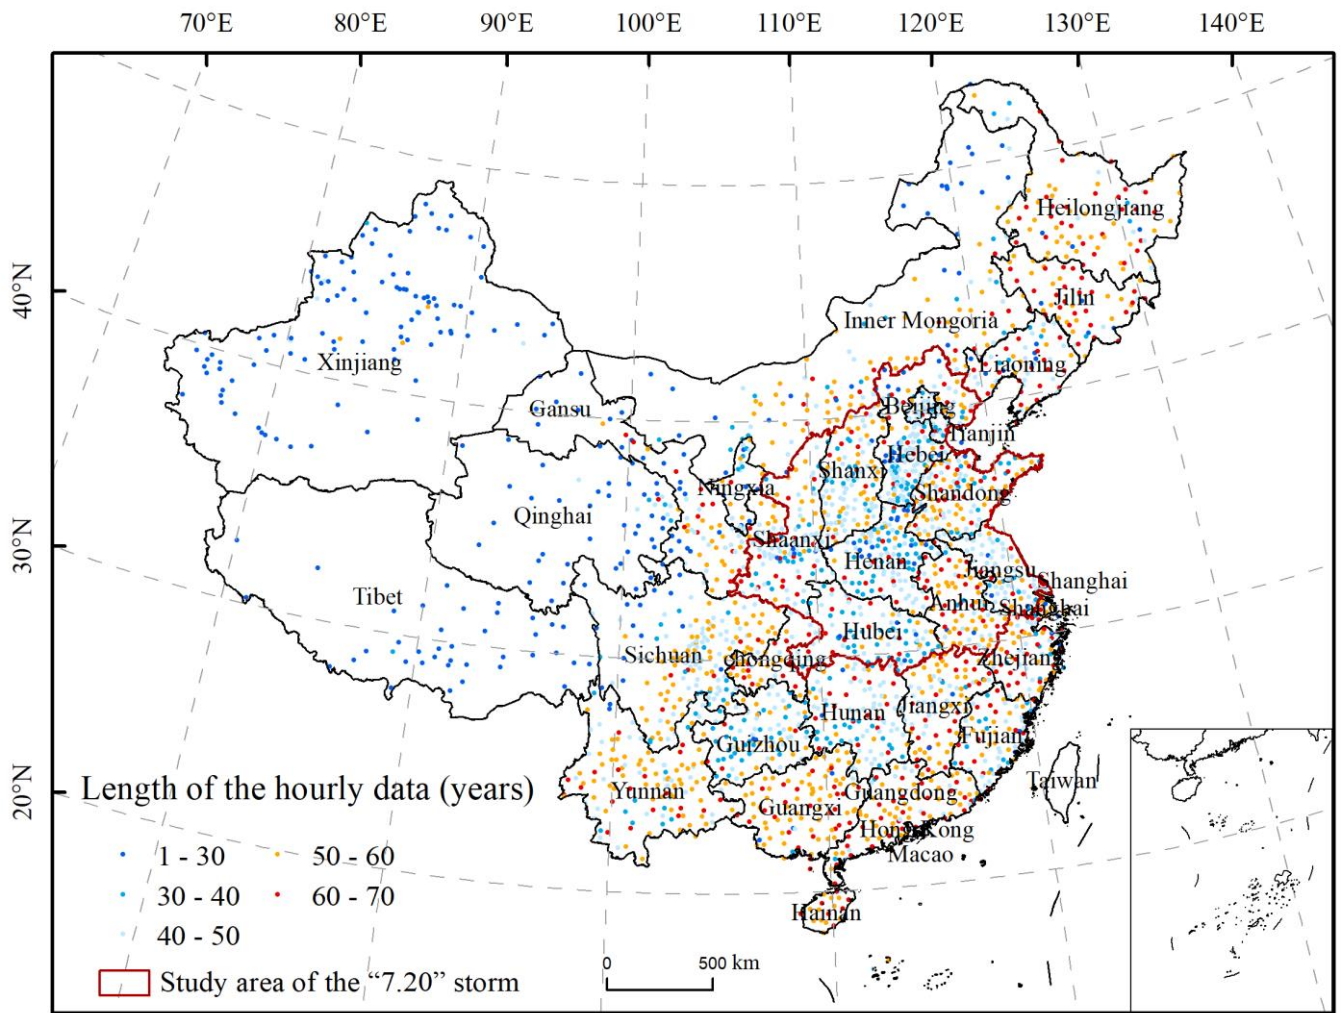 70°E 80°E 90°E 100°E 110°E 120°E 130°E 140°E
40°N
30°N
20°N
Heilongjiang
Jilin
Inner Mongoria
Liaoning
Xinjiang
Gansu
Beijing
Tianjin
Hebei
Shanxi
Ningxia
Shandong
Qinghai
Shaanxi
Henan
Jiangsu
Shanghai
Tibet
Anhui
Shanghai
Hubei
Sichuan
chongqing
Zhejiang
Hunan
Jiangxi
Guizhou
Fujian
Taiwan
Yunnan
Guangxi
Guangdong
Hong Kong
Macao
Hainan
Length of the hourly data (years)
1 - 30
50 - 60
30 - 40
60 - 70
40 - 50
Study area of the “7.20” storm
0 500 km